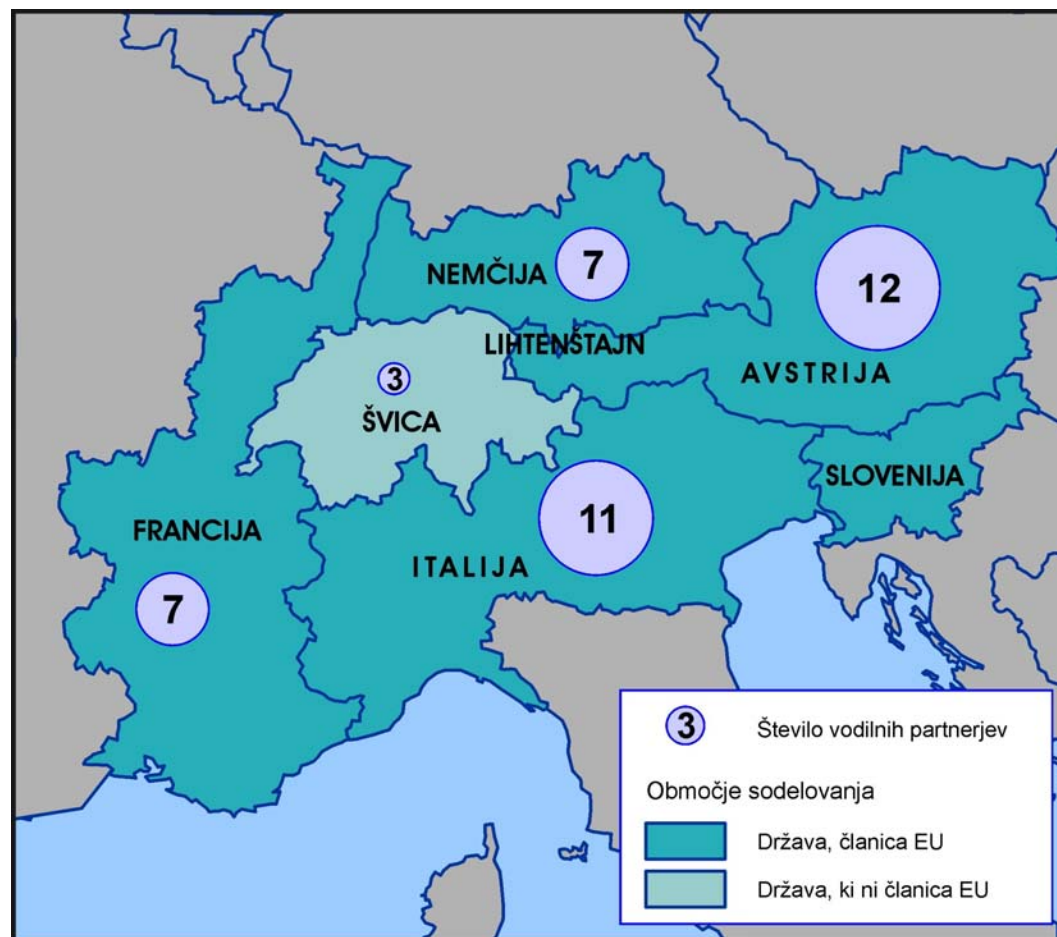 NEMČIJA
7
12
LIHTENŠTAJN
AVSTRIJA
3
ŠVICA
SLOVENIJA
11
FRANCIJA
ITALIJA
7
3 Število vodilnih partnerjev
Območje sodelovanja
Država, članica EU
Država, ki ni članica EU